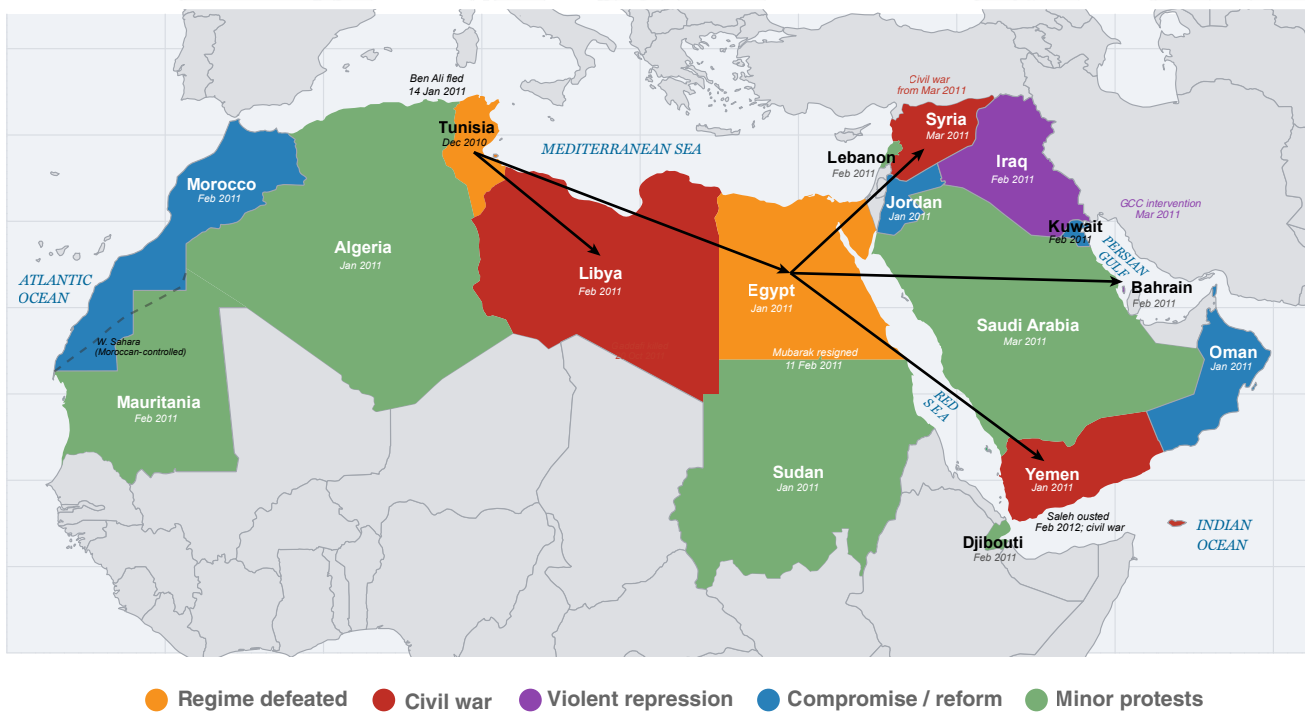 Ben Ali fled
14 Jan 2011
Civil war
from Mar 2011
Tunisia
Dec 2010
MEDITERRANEAN SEA
Syria
Mar 2011
Lebanon
Feb 2011
Iraq
Feb 2011
Morocco
Feb 2011
Jordan
Jan 2011
GCC intervention
Mar 2011
Kuwait
Feb 2011
PERSIAN
GULF
Algeria
Jan 2011
ATLANTIC
OCEAN
Libya
Feb 2011
Egypt
Jan 2011
Bahrain
Feb 2011
Saudi Arabia
Mar 2011
W. Sahara
(Moroccan-controlled)
Mubarak resigned
11 Feb 2011
Oman
Jan 2011
Mauritania
Feb 2011
RED
SEA
Sudan
Jan 2011
Yemen
Jan 2011
Saleh ousted
Feb 2012; civil war
INDIAN
OCEAN
Djibouti
Feb 2011
Regime defeated
Civil war
Violent repression
Compromise / reform
Minor protests